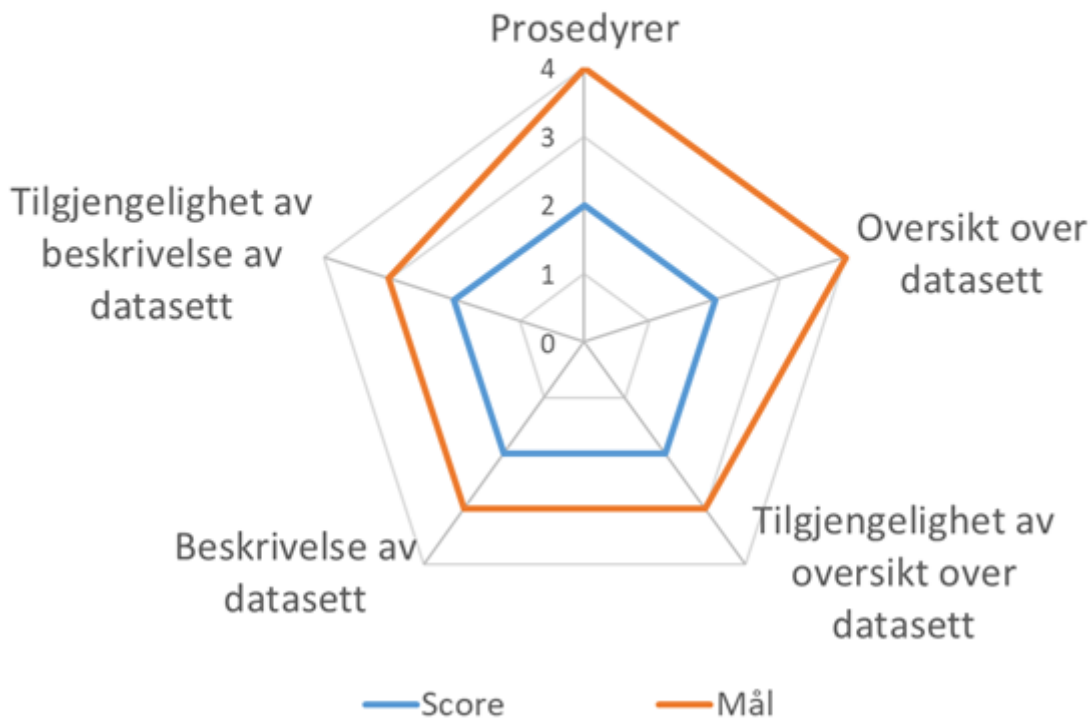 Prosedyrer
4
3
2
1
0
Oversikt over
datasett
Tilgjengelighet av
oversikt over
datasett
Beskrivelse av
datasett
Tilgjengelighet av
beskrivelse av
datasett
Score
Mål